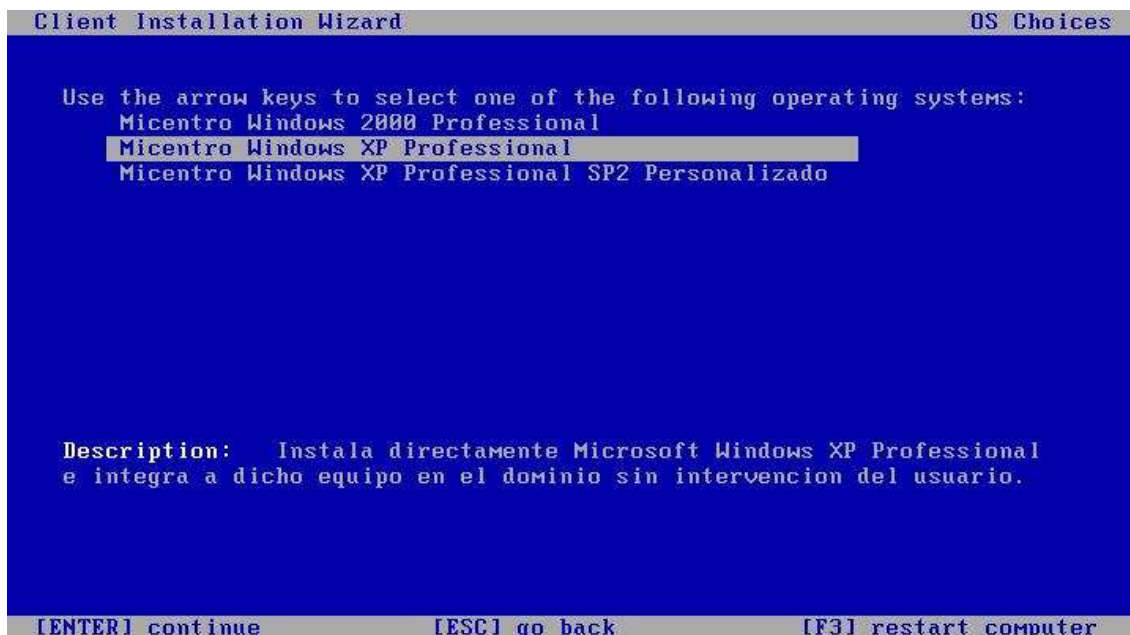 Client Installation Wizard OS Choices
Use the arrow keys to select one of the following operating systems:
Micentro Windows 2000 Professional
Micentro Windows XP Professional
Micentro Windows XP Professional SP2 Personalizado
Description: Instala directamente Microsoft Windows XP Professional
e integra a dicho equipo en el dominio sin intervencion del usuario.
[ENTER] continue [ESC] go back [F3] restart computer